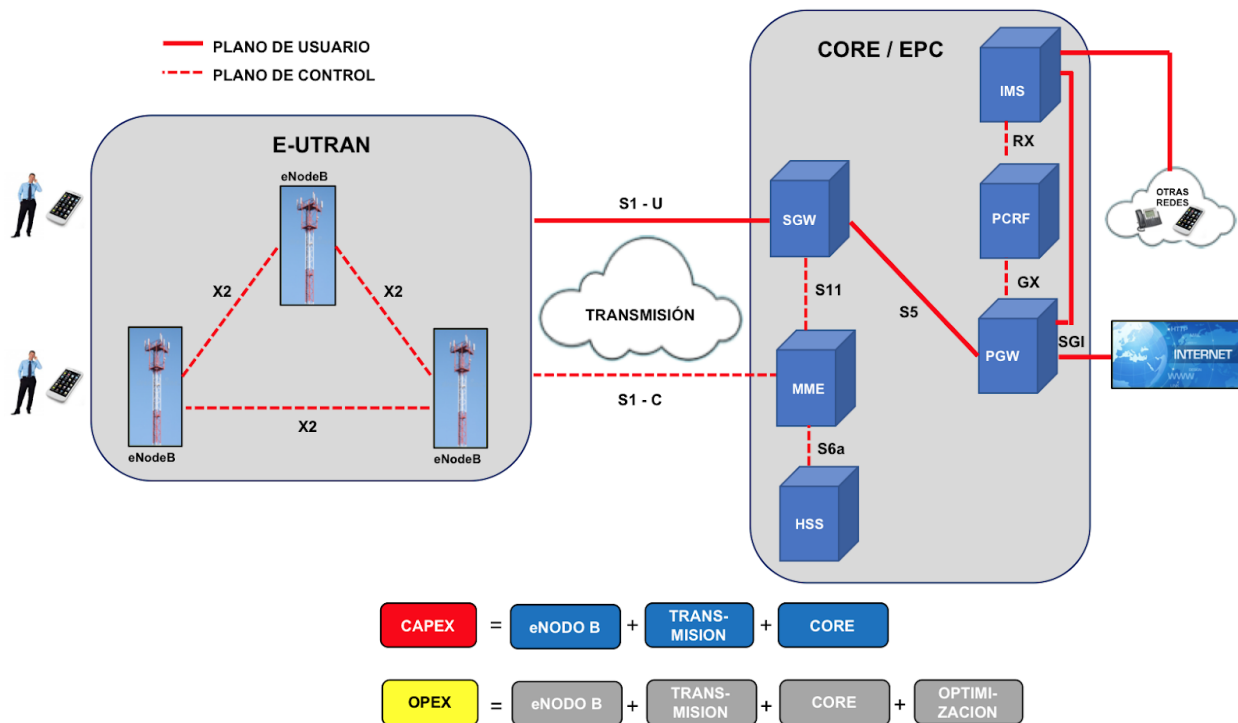 PLANO DE USUARIO
PLANO DE CONTROL
E-UTRAN
eNodeB
X2
X2
eNodeB
X2
eNodeB
S1 - U
TRANSMISIÓN
S1 - C
CORE / EPC
IMS
RX
SGW
PCRF
S11
GX
S5
MME
PGW
SGI
S6a
HSS
OTRAS
REDES
HTTP
INTERNET
WWW
CAPEX = eNODO B + TRANS-
MISION + CORE
OPEX = eNODO B + TRANS-
MISION + CORE + OPTIMI-
ZACION